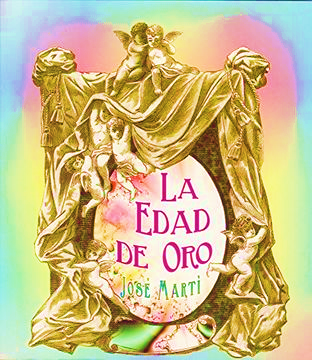 LA
EDAD
DE ORO
JOSÉ MARTÍ